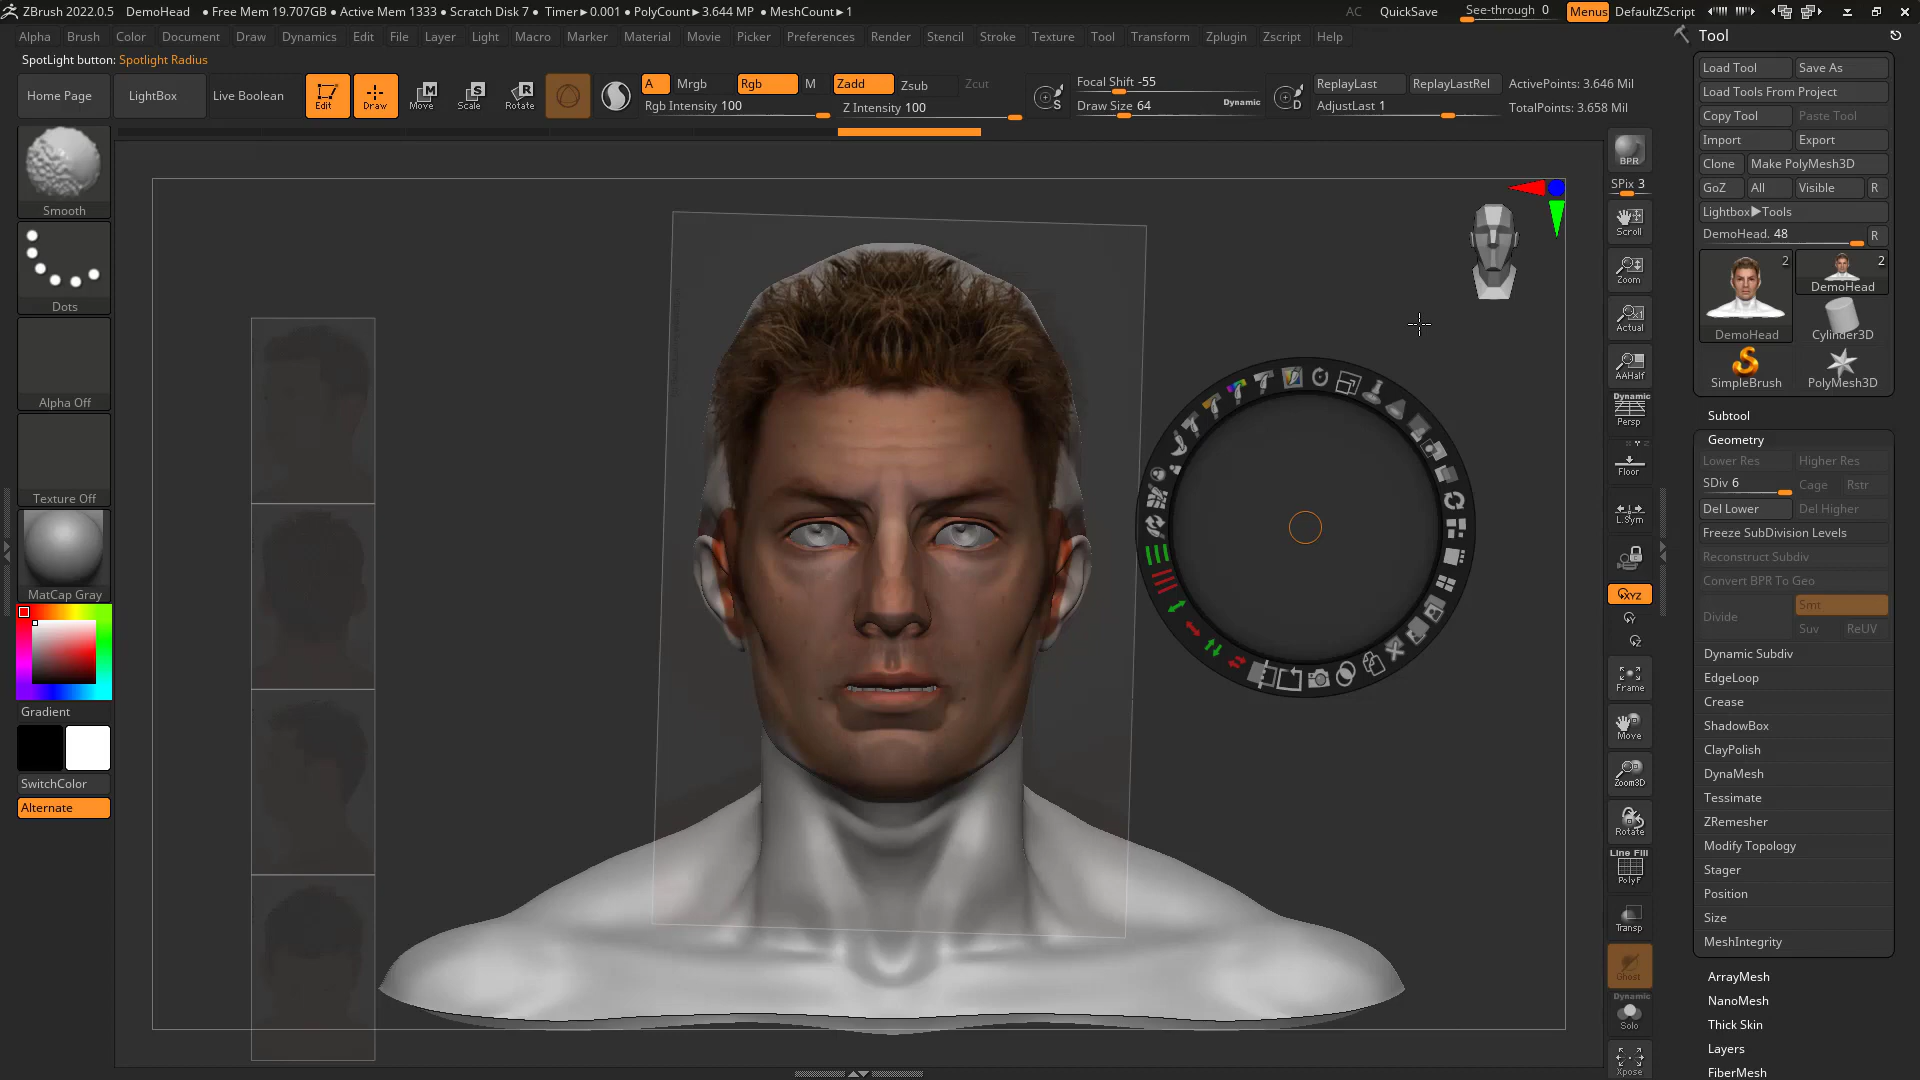 ZBrush 2022.0.5 DemoHead • Free Mem 19.707GB • Active Mem 1333 • Scratch Disk 7 • Timer▸0.001 • PolyCount▸3.644 MP • MeshCount▸1 AC QuickSave See-through 0 Menus DefaultZScript
Alpha Brush Color Document Draw Dynamics Edit File Layer Light Macro Marker Material Movie Picker Preferences Render Stencil Stroke Texture Tool Transform Zplugin Zscript Help
SpotLight button: Spotlight Radius
Home Page LightBox Live Boolean Edit Draw Move Scale Rotate
A Mrgb Rgb M Zadd Zsub Zcut
Rgb Intensity 100 Z Intensity 100
S Focal Shift -55
Draw Size 64 Dynamic
D ReplayLast ReplayLastRel ActivePoints: 3.646 Mil
AdjustLast 1 TotalPoints: 3.658 Mil
Smooth
Dots
Alpha Off
Texture Off
MatCap Gray
Gradient
SwitchColor
Alternate
BPR
SPix 3
Scroll
Zoom
Actual
AAHalf
Dynamic
Persp
Floor
L.Sym
XYZ
Frame
Move
Zoom3D
Rotate
Line Fill
PolyF
Transp
Ghost
Dynamic
Solo
Xpose
Tool
Load Tool Save As
Load Tools From Project
Copy Tool Paste Tool
Import Export
Clone Make PolyMesh3D
GoZ All Visible R
Lightbox▸Tools
DemoHead. 48 R
2 2
DemoHead
DemoHead Cylinder3D
SimpleBrush PolyMesh3D
Subtool
Geometry
Lower Res Higher Res
SDiv 6 Cage Rstr
Del Lower Del Higher
Freeze SubDivision Levels
Reconstruct Subdiv
Convert BPR To Geo
Divide Smt
Suv ReUV
Dynamic Subdiv
EdgeLoop
Crease
ShadowBox
ClayPolish
DynaMesh
Tessimate
ZRemesher
Modify Topology
Stager
Position
Size
MeshIntegrity
ArrayMesh
NanoMesh
Thick Skin
Layers
FiberMesh